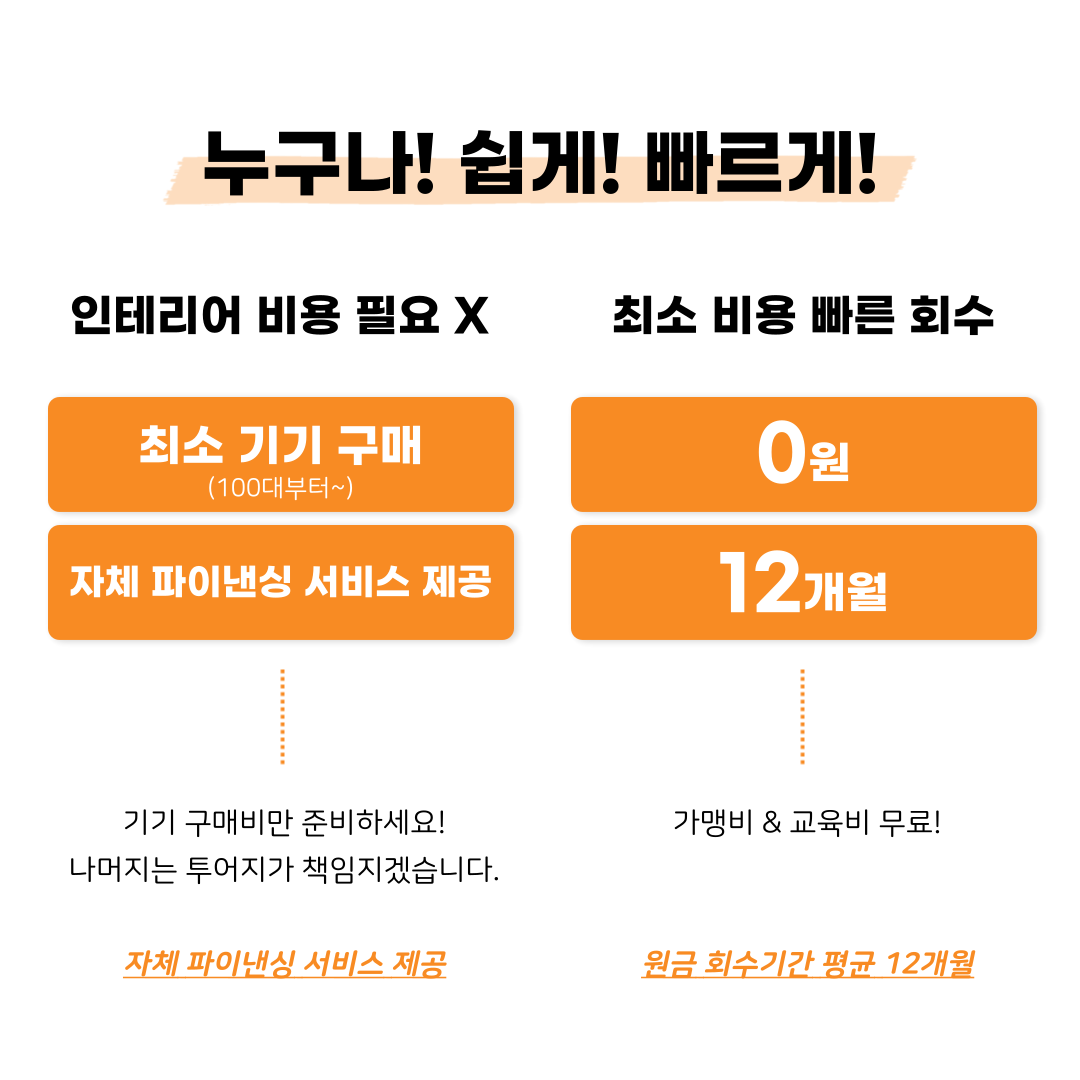 누구나! 쉽게! 빠르게!
인테리어 비용 필요 X
최소 기기 구매
(100대부터~)
자체 파이낸싱 서비스 제공
기기 구매비만 준비하세요!
나머지는 투어지가 책임지겠습니다.
자체 파이낸싱 서비스 제공
최소 비용 빠른 회수
0원
12개월
가맹비 & 교육비 무료!
원금 회수기간 평균 12개월